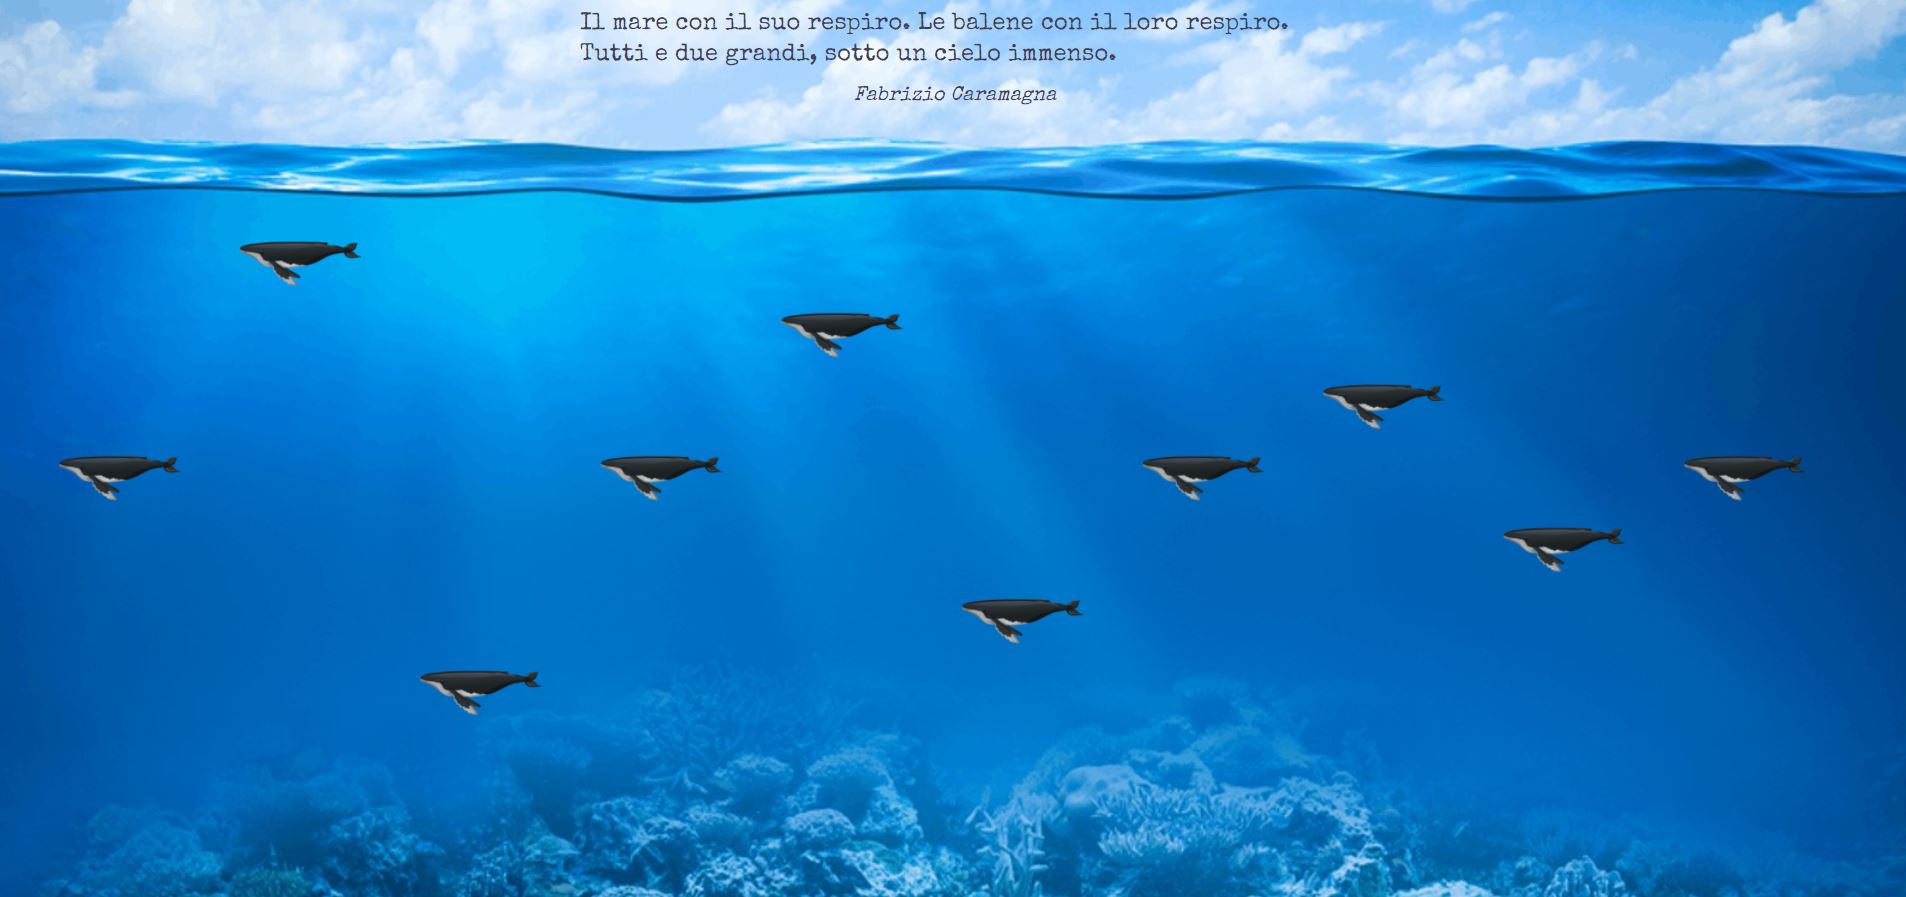 Il mare con il suo respiro. Le balene con il loro respiro.
Tutti e due grandi, sotto un cielo immenso.
Fabrizio Caramagna